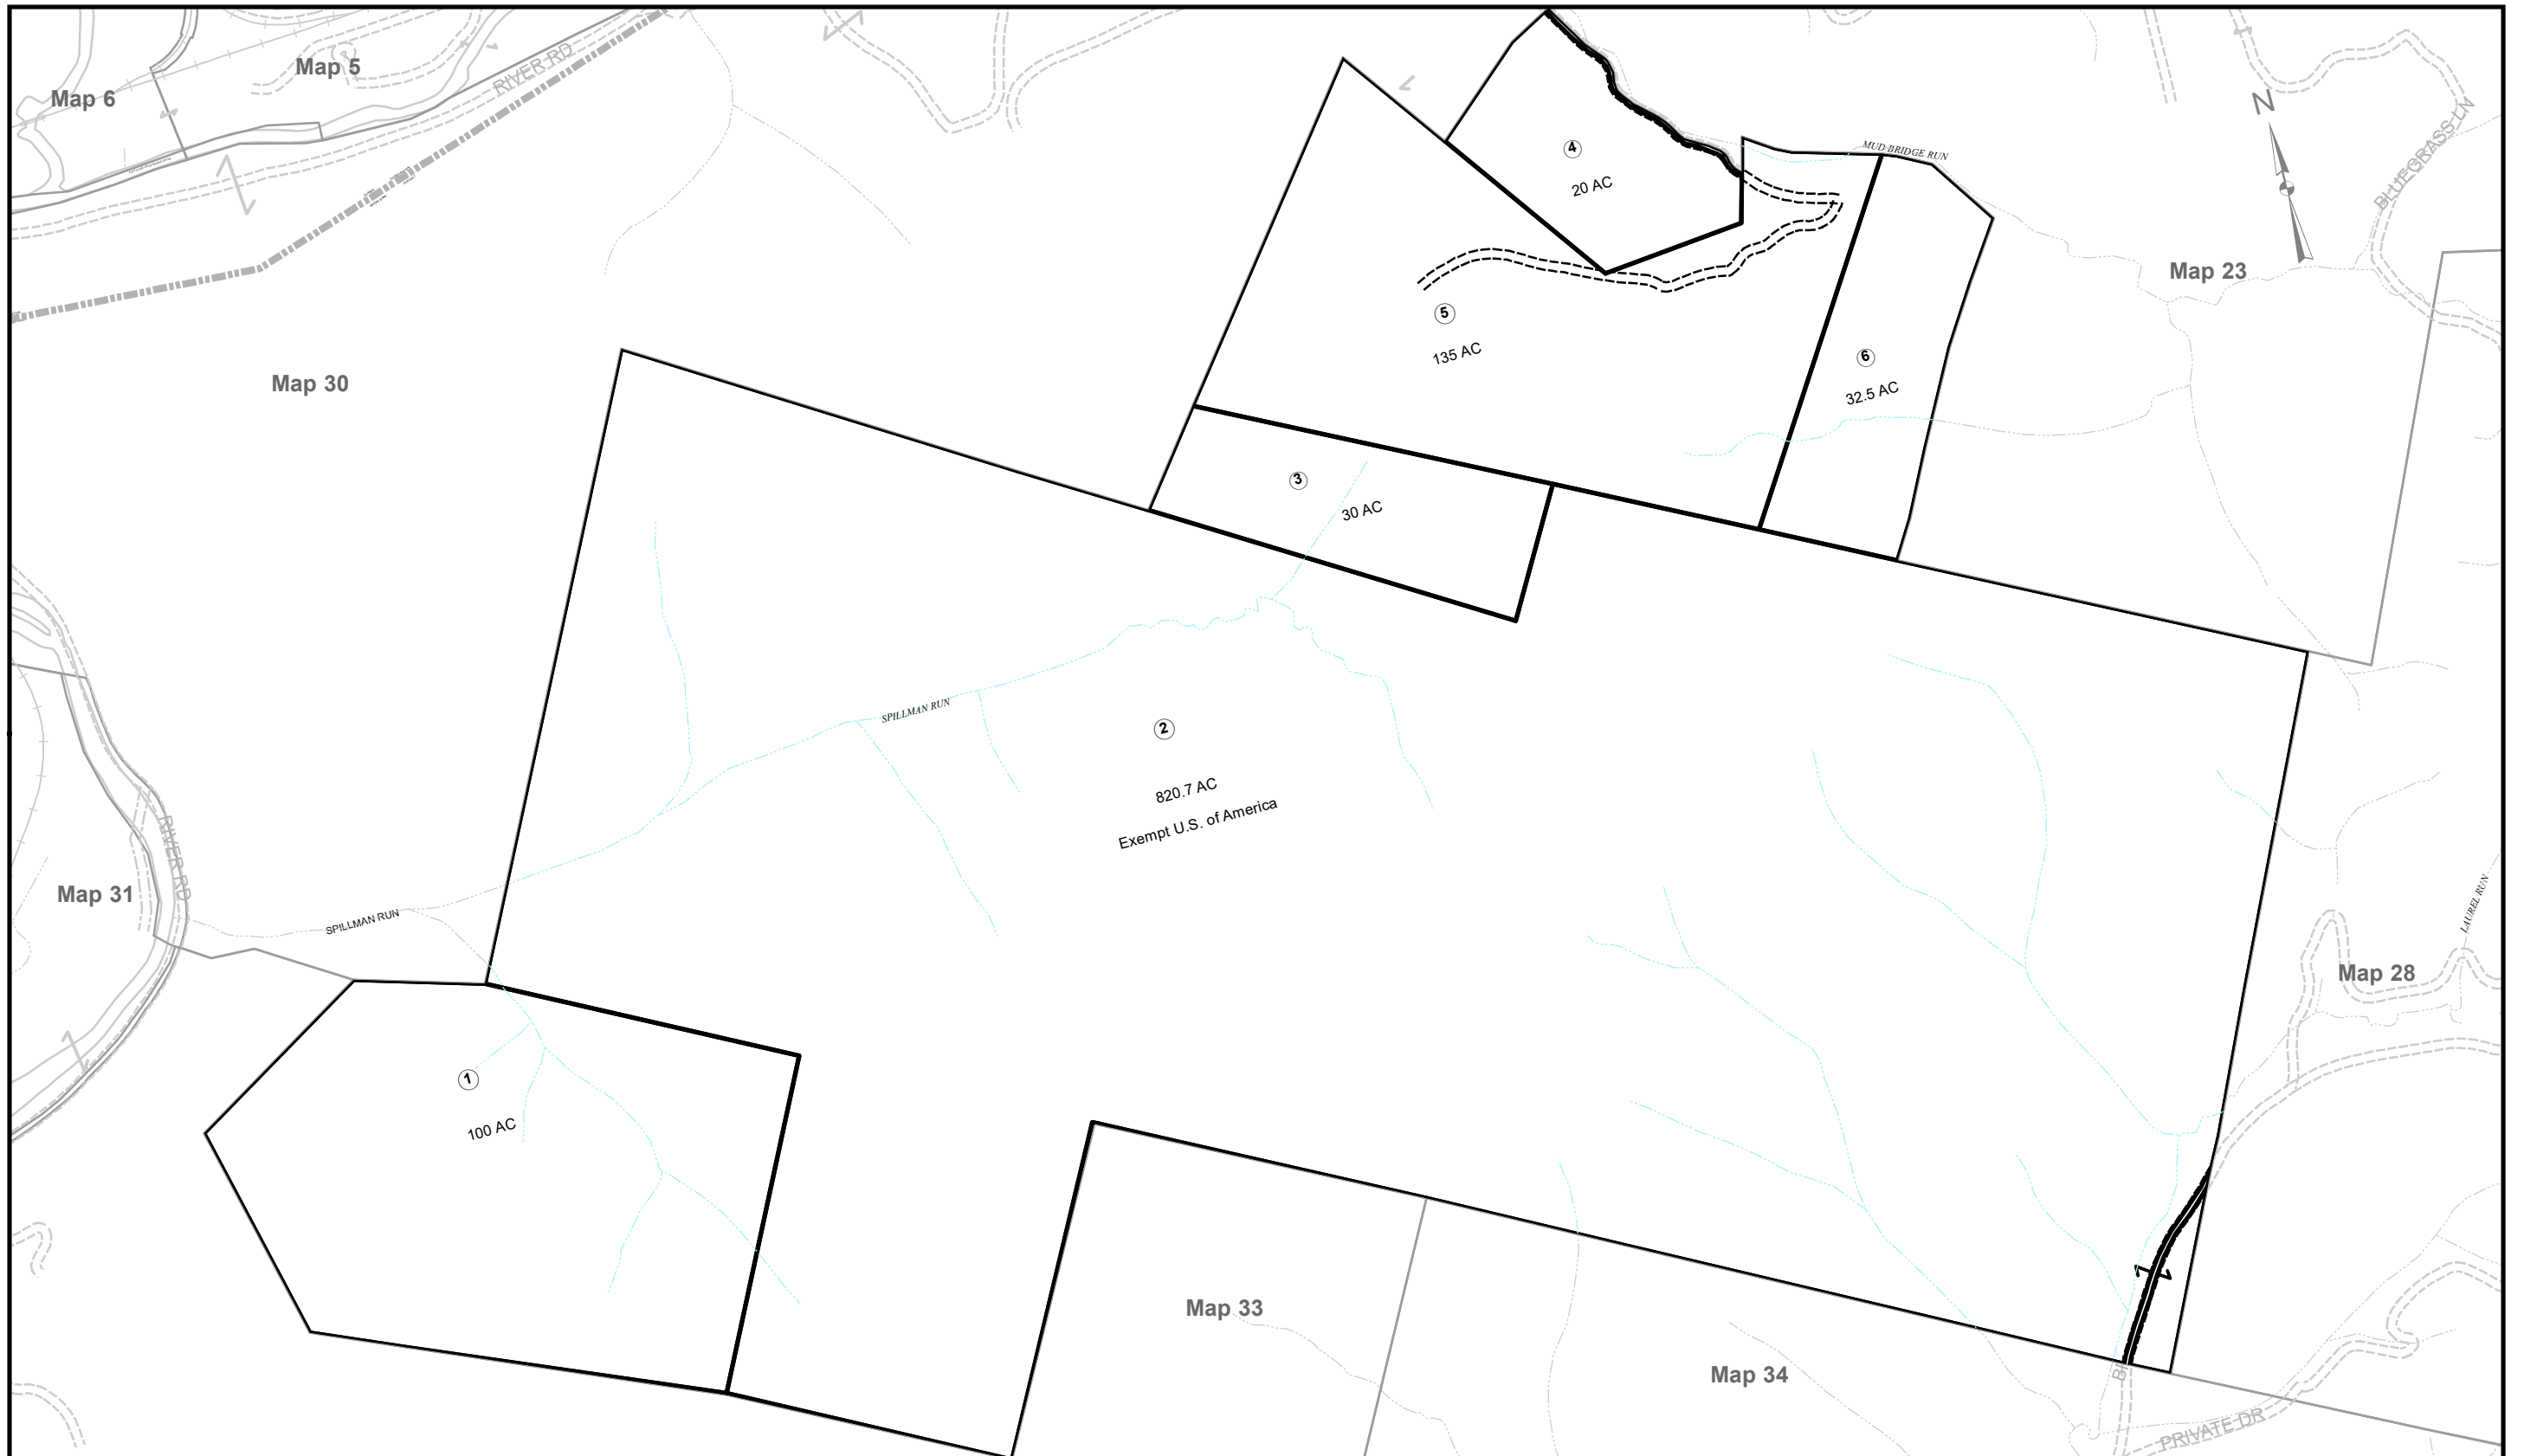 Map 5
RIVER RD
Map 6
N
BLUEGRASS LN
4
20 AC
MUD BRIDGE RUN
Map 23
5
135 AC
6
32.5 AC
Map 30
3
30 AC
SPILLMAN RUN
2
820.7 AC
Exempt U.S. of America
RIVER RD
Map 31
SPILLMAN RUN
LAUREL RUN
Map 28
1
100 AC
Map 33
Map 34
PRIVATE DR